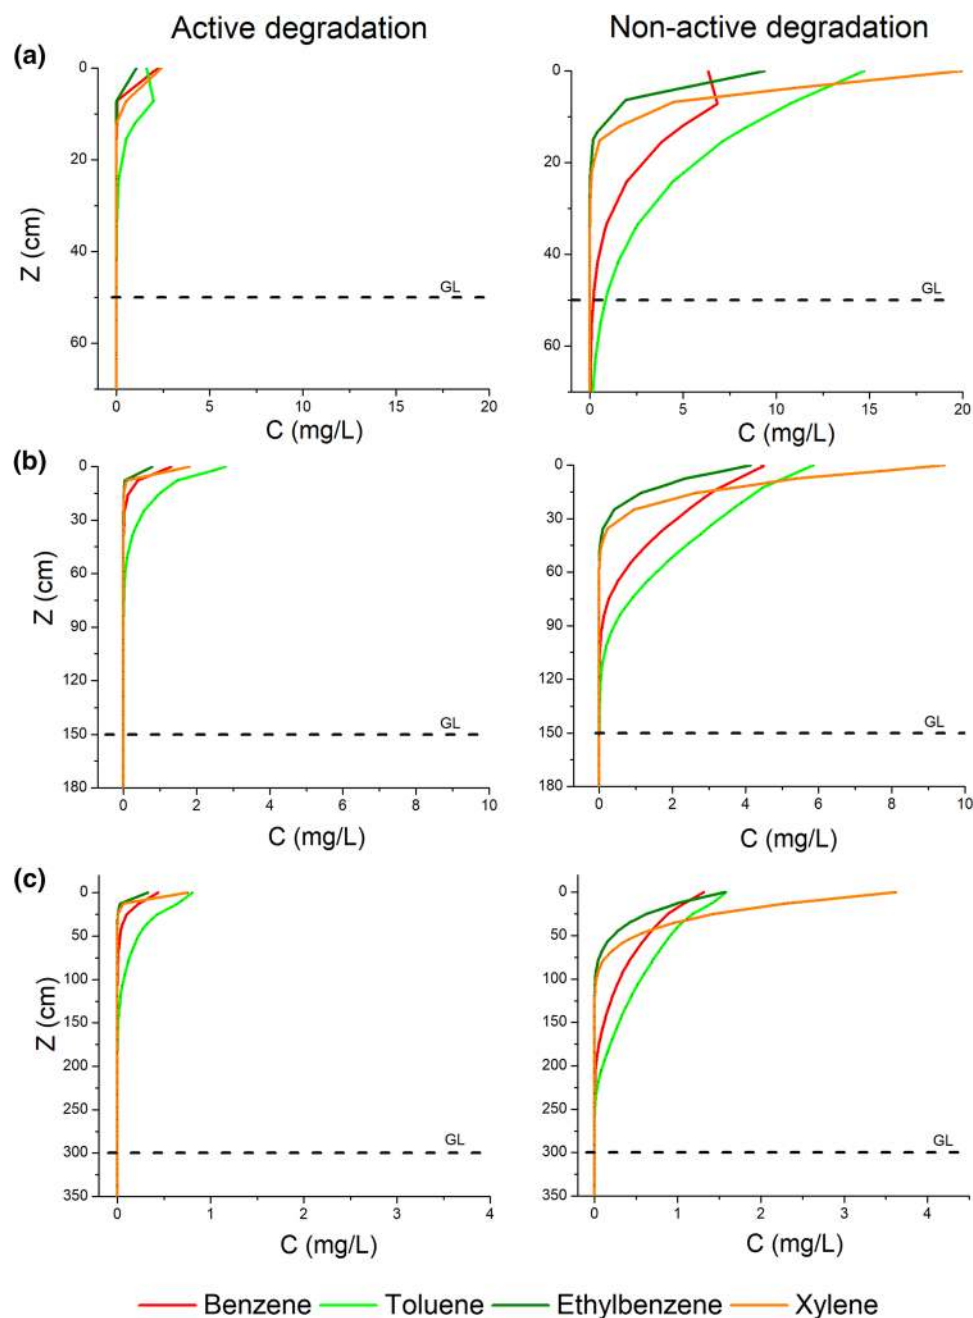 Active degradation
Non-active degradation
(a)
0
20
40
60
Z (cm)
GL
0 5 10 15 20
C (mg/L)
0
20
40
60
GL
0 5 10 15 20
C (mg/L)
(b)
0
30
60
90
120
150
180
Z (cm)
GL
0 2 4 6 8 10
C (mg/L)
0
30
60
90
120
150
180
GL
0 2 4 6 8 10
C (mg/L)
(c)
0
50
100
150
200
250
300
350
Z (cm)
GL
0 1 2 3 4
C (mg/L)
0
50
100
150
200
250
300
350
GL
0 1 2 3 4
C (mg/L)
Benzene Toluene Ethylbenzene Xylene